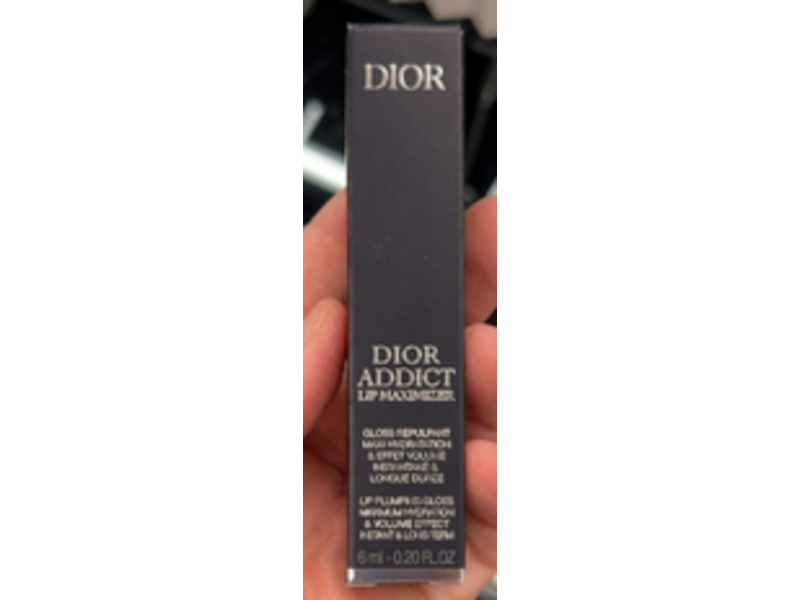 DIOR
DIOR
ADDICT
LIP MAXIMIZER
GLOSS REPULPANT
MAXI HYDRATATION
& EFFET VOLUME
INSTANTANÉ &
LONGUE DURÉE
LIP PLUMPING GLOSS
MAXIMUM HYDRATION
& VOLUME EFFECT
INSTANT & LONG TERM
6 ml - 0.20 FL.OZ